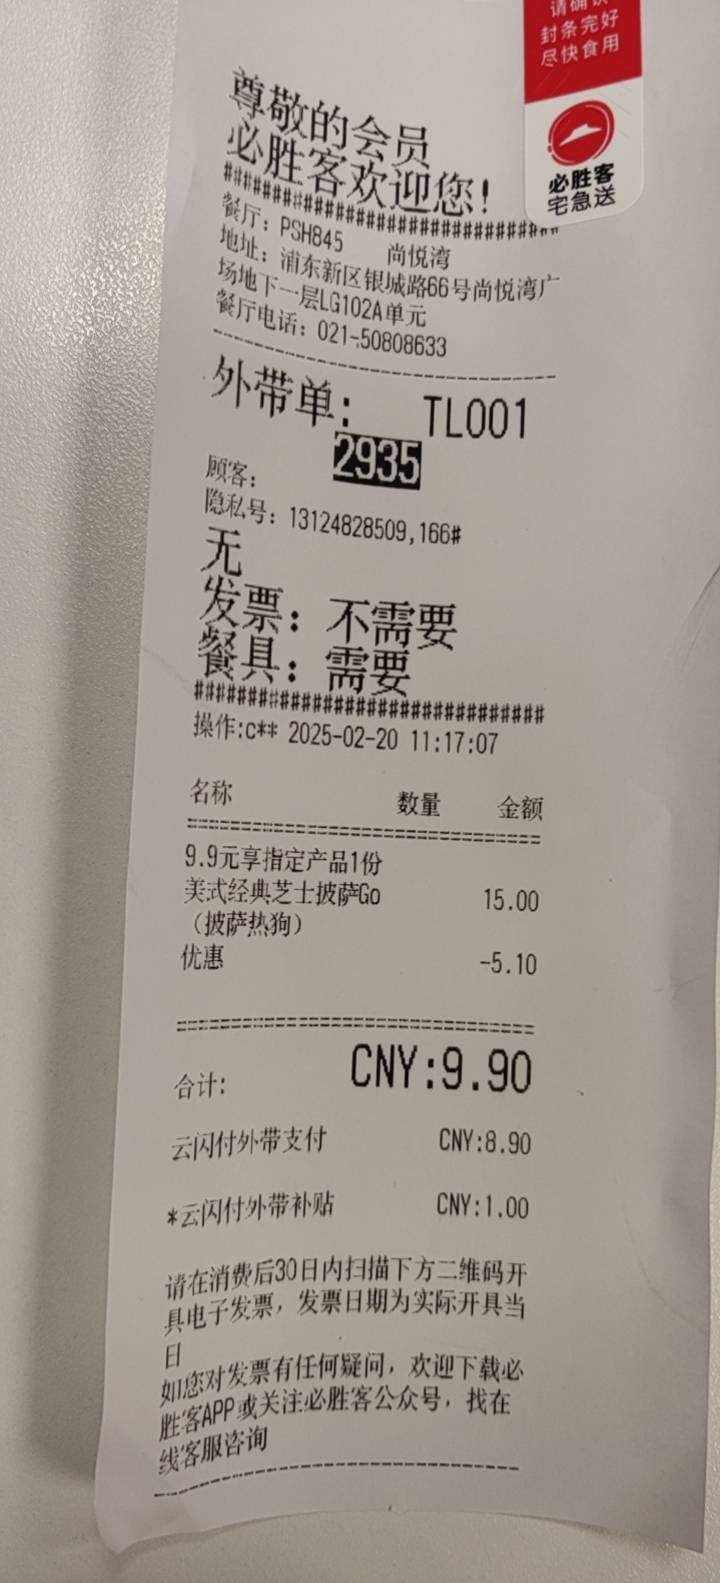 请确认
封条完好
尽快食用
必胜客
宅急送
尊敬的会员
必胜客欢迎您!
######################################
餐厅: PSH845 尚悦湾
地址: 浦东新区银城路66号尚悦湾广
场地下一层LG102A单元
餐厅电话: 021-50808633
外带单: TL001
2935
顾客:
隐私号: 13124828509,166#
无
发票: 不需要
餐具: 需要
######################################
操作:c** 2025-02-20 11:17:07
名称 数量 金额
9.9元享指定产品1份
美式经典芝士披萨Go 15.00
(披萨热狗)
优惠 -5.10
合计: CNY:9.90
云闪付外带支付 CNY:8.90
*云闪付外带补贴 CNY:1.00
请在消费后30日内扫描下方二维码开
具电子发票, 发票日期为实际开具当
日
如您对发票有任何疑问, 欢迎下载必
胜客APP或关注必胜客公众号, 找在
线客服咨询